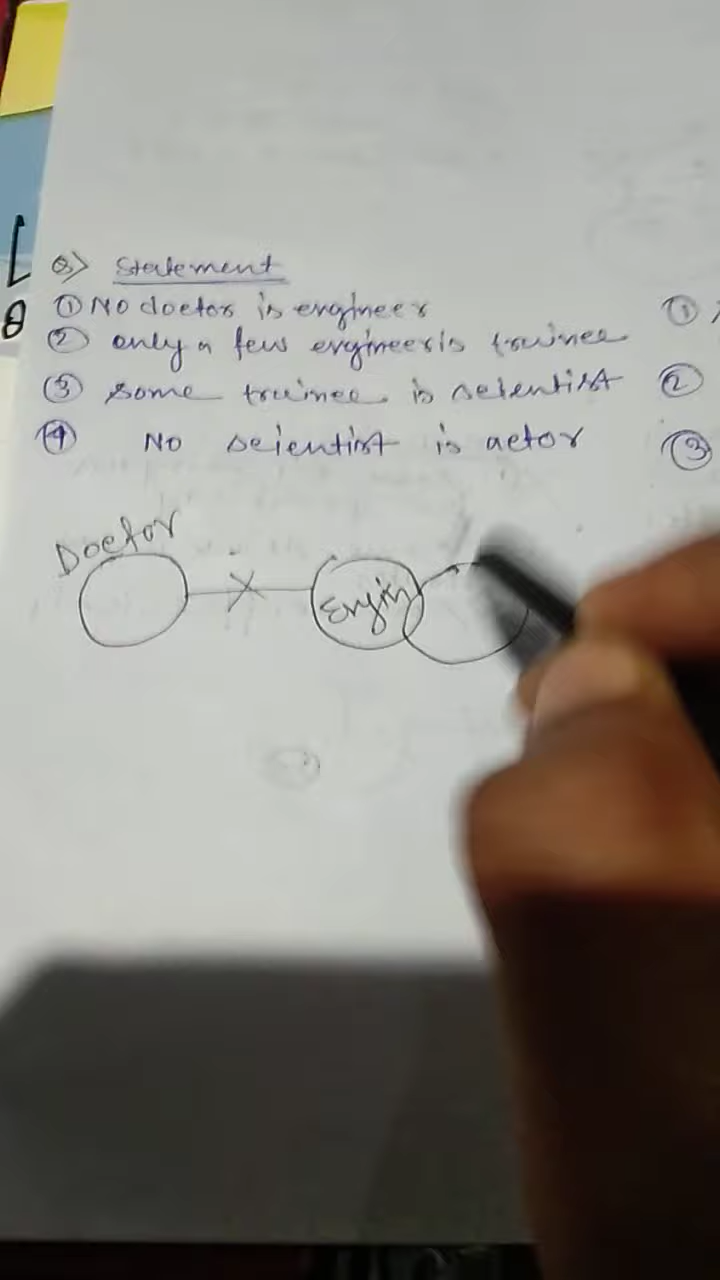 Q> Statement
① No doctor is engineer
② only a few engineer is trainee
③ some trainee is scientist
④ No scientist is actor
①
②
③
Doctor
Engin